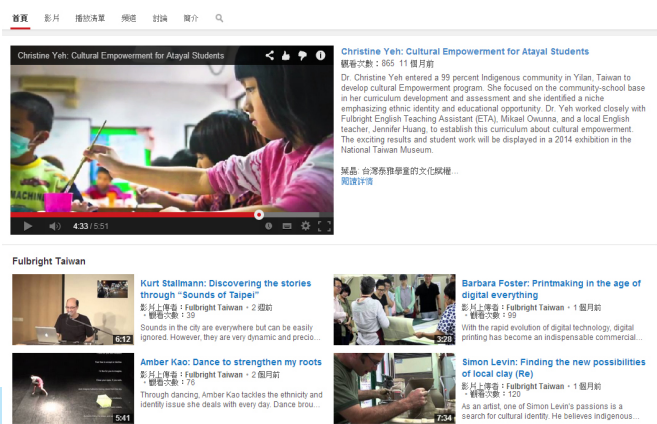 首頁 影片 播放清單 頻道 討論 簡介
Christine Yeh: Cultural Empowerment for Atayal Students
4:33 / 5:51
Christine Yeh: Cultural Empowerment for Atayal Students
觀看次數：865 11 個月前
Dr. Christine Yeh entered a 99 percent Indigenous community in Yilan, Taiwan to
develop cultural Empowerment program. She focused on the community-school base
in her curriculum development and assessment and she identified a niche
emphasizing ethnic identity and educational opportunity. Dr. Yeh worked closely with
Fulbright English Teaching Assistant (ETA), Mikael Owunna, and a local English
teacher, Jennifer Huang, to establish this curriculum about cultural empowerment.
The exciting results and student work will be displayed in a 2014 exhibition in the
National Taiwan Museum.
葉晶: 台灣泰雅學童的文化賦權...
閱讀詳情
Fulbright Taiwan
6:12
Kurt Stallmann: Discovering the stories
through “Sounds of Taipei”
影片上傳者：Fulbright Taiwan・2 週前
・觀看次數：39
Sounds in the city are everywhere but can be easily
ignored. However, they are very dynamic and precio...
3:28
Barbara Foster: Printmaking in the age of
digital everything
影片上傳者：Fulbright Taiwan・1 個月前
・觀看次數：99
With the rapid evolution of digital technology, digital
printing has become an indispensable commercial...
5:41
Amber Kao: Dance to strengthen my roots
影片上傳者：Fulbright Taiwan・2 個月前
・觀看次數：76
Through dancing, Amber Kao tackles the ethnicity and
identity issue she deals with every day. Dance brou...
7:34
Simon Levin: Finding the new possibilities
of local clay (Re)
影片上傳者：Fulbright Taiwan・1 個月前
・觀看次數：120
As an artist, one of Simon Levin's passions is a
search for cultural identity. He believes indigenous...